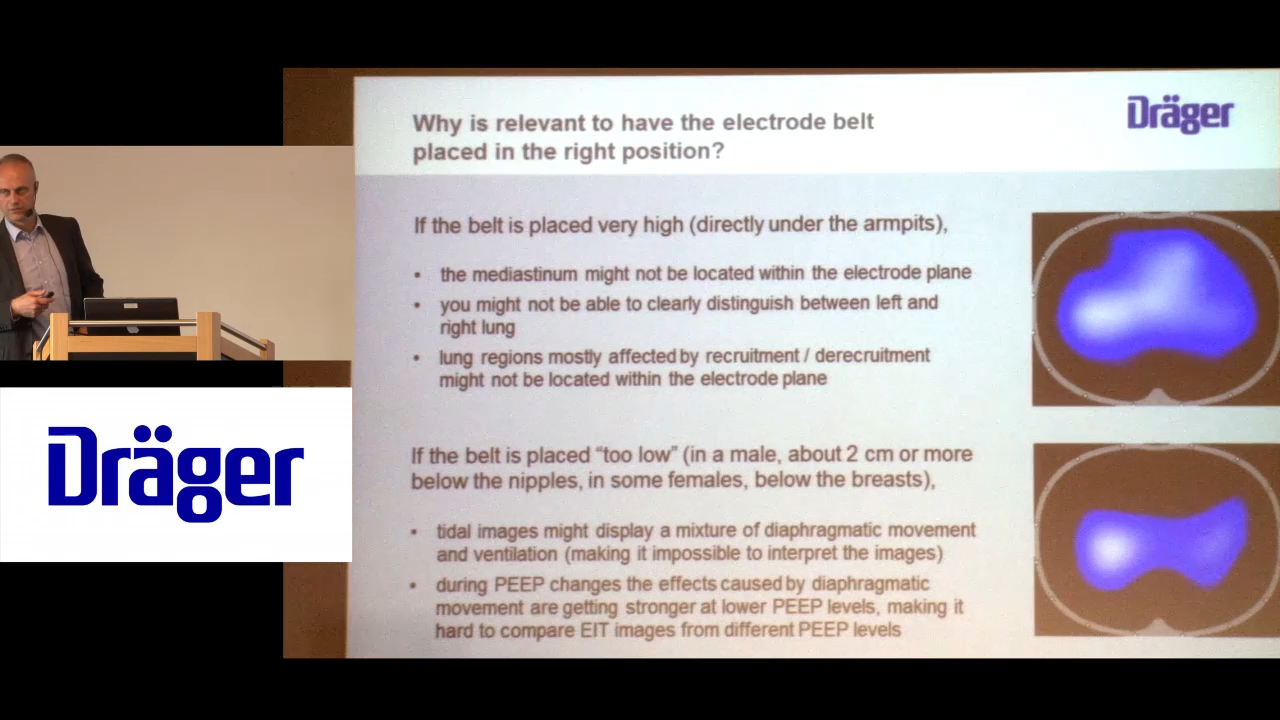 Why is relevant to have the electrode belt
placed in the right position?
Dräger
If the belt is placed very high (directly under the armpits),
• the mediastinum might not be located within the electrode plane
• you might not be able to clearly distinguish between left and
right lung
• lung regions mostly affected by recruitment / derecruitment
might not be located within the electrode plane
If the belt is placed “too low” (in a male, about 2 cm or more
below the nipples, in some females, below the breasts),
• tidal images might display a mixture of diaphragmatic movement
and ventilation (making it impossible to interpret the images)
• during PEEP changes the effects caused by diaphragmatic
movement are getting stronger at lower PEEP levels, making it
hard to compare EIT images from different PEEP levels
Dräger